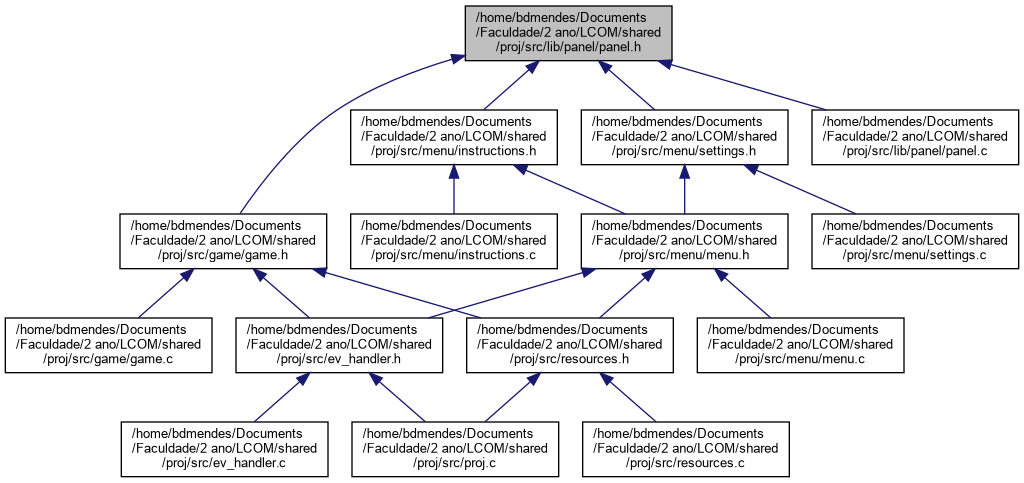 /home/bdmendes/Documents
/Faculdade/2 ano/LCOM/shared
/proj/src/lib/panel/panel.h
/home/bdmendes/Documents
/Faculdade/2 ano/LCOM/shared
/proj/src/menu/instructions.h
/home/bdmendes/Documents
/Faculdade/2 ano/LCOM/shared
/proj/src/menu/settings.h
/home/bdmendes/Documents
/Faculdade/2 ano/LCOM/shared
/proj/src/lib/panel/panel.c
/home/bdmendes/Documents
/Faculdade/2 ano/LCOM/shared
/proj/src/game/game.h
/home/bdmendes/Documents
/Faculdade/2 ano/LCOM/shared
/proj/src/menu/instructions.c
/home/bdmendes/Documents
/Faculdade/2 ano/LCOM/shared
/proj/src/menu/menu.h
/home/bdmendes/Documents
/Faculdade/2 ano/LCOM/shared
/proj/src/menu/settings.c
/home/bdmendes/Documents
/Faculdade/2 ano/LCOM/shared
/proj/src/game/game.c
/home/bdmendes/Documents
/Faculdade/2 ano/LCOM/shared
/proj/src/ev_handler.h
/home/bdmendes/Documents
/Faculdade/2 ano/LCOM/shared
/proj/src/resources.h
/home/bdmendes/Documents
/Faculdade/2 ano/LCOM/shared
/proj/src/menu/menu.c
/home/bdmendes/Documents
/Faculdade/2 ano/LCOM/shared
/proj/src/ev_handler.c
/home/bdmendes/Documents
/Faculdade/2 ano/LCOM/shared
/proj/src/proj.c
/home/bdmendes/Documents
/Faculdade/2 ano/LCOM/shared
/proj/src/resources.c